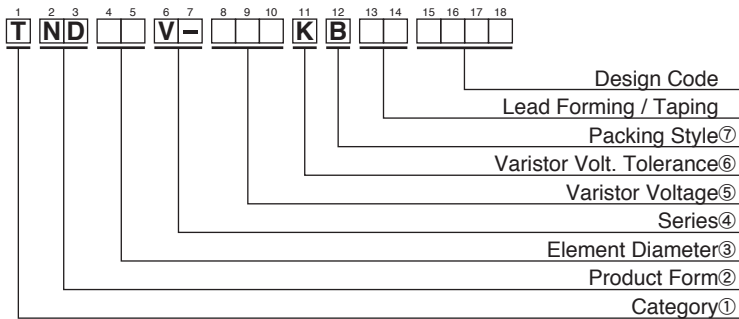 1 2 3 4 5 6 7 8 9 10 11 12 13 14 15 16 17 18
T N D V – K B
Design Code
Lead Forming / Taping
Packing Style⑦
Varistor Volt. Tolerance⑥
Varistor Voltage⑤
Series④
Element Diameter③
Product Form②
Category①